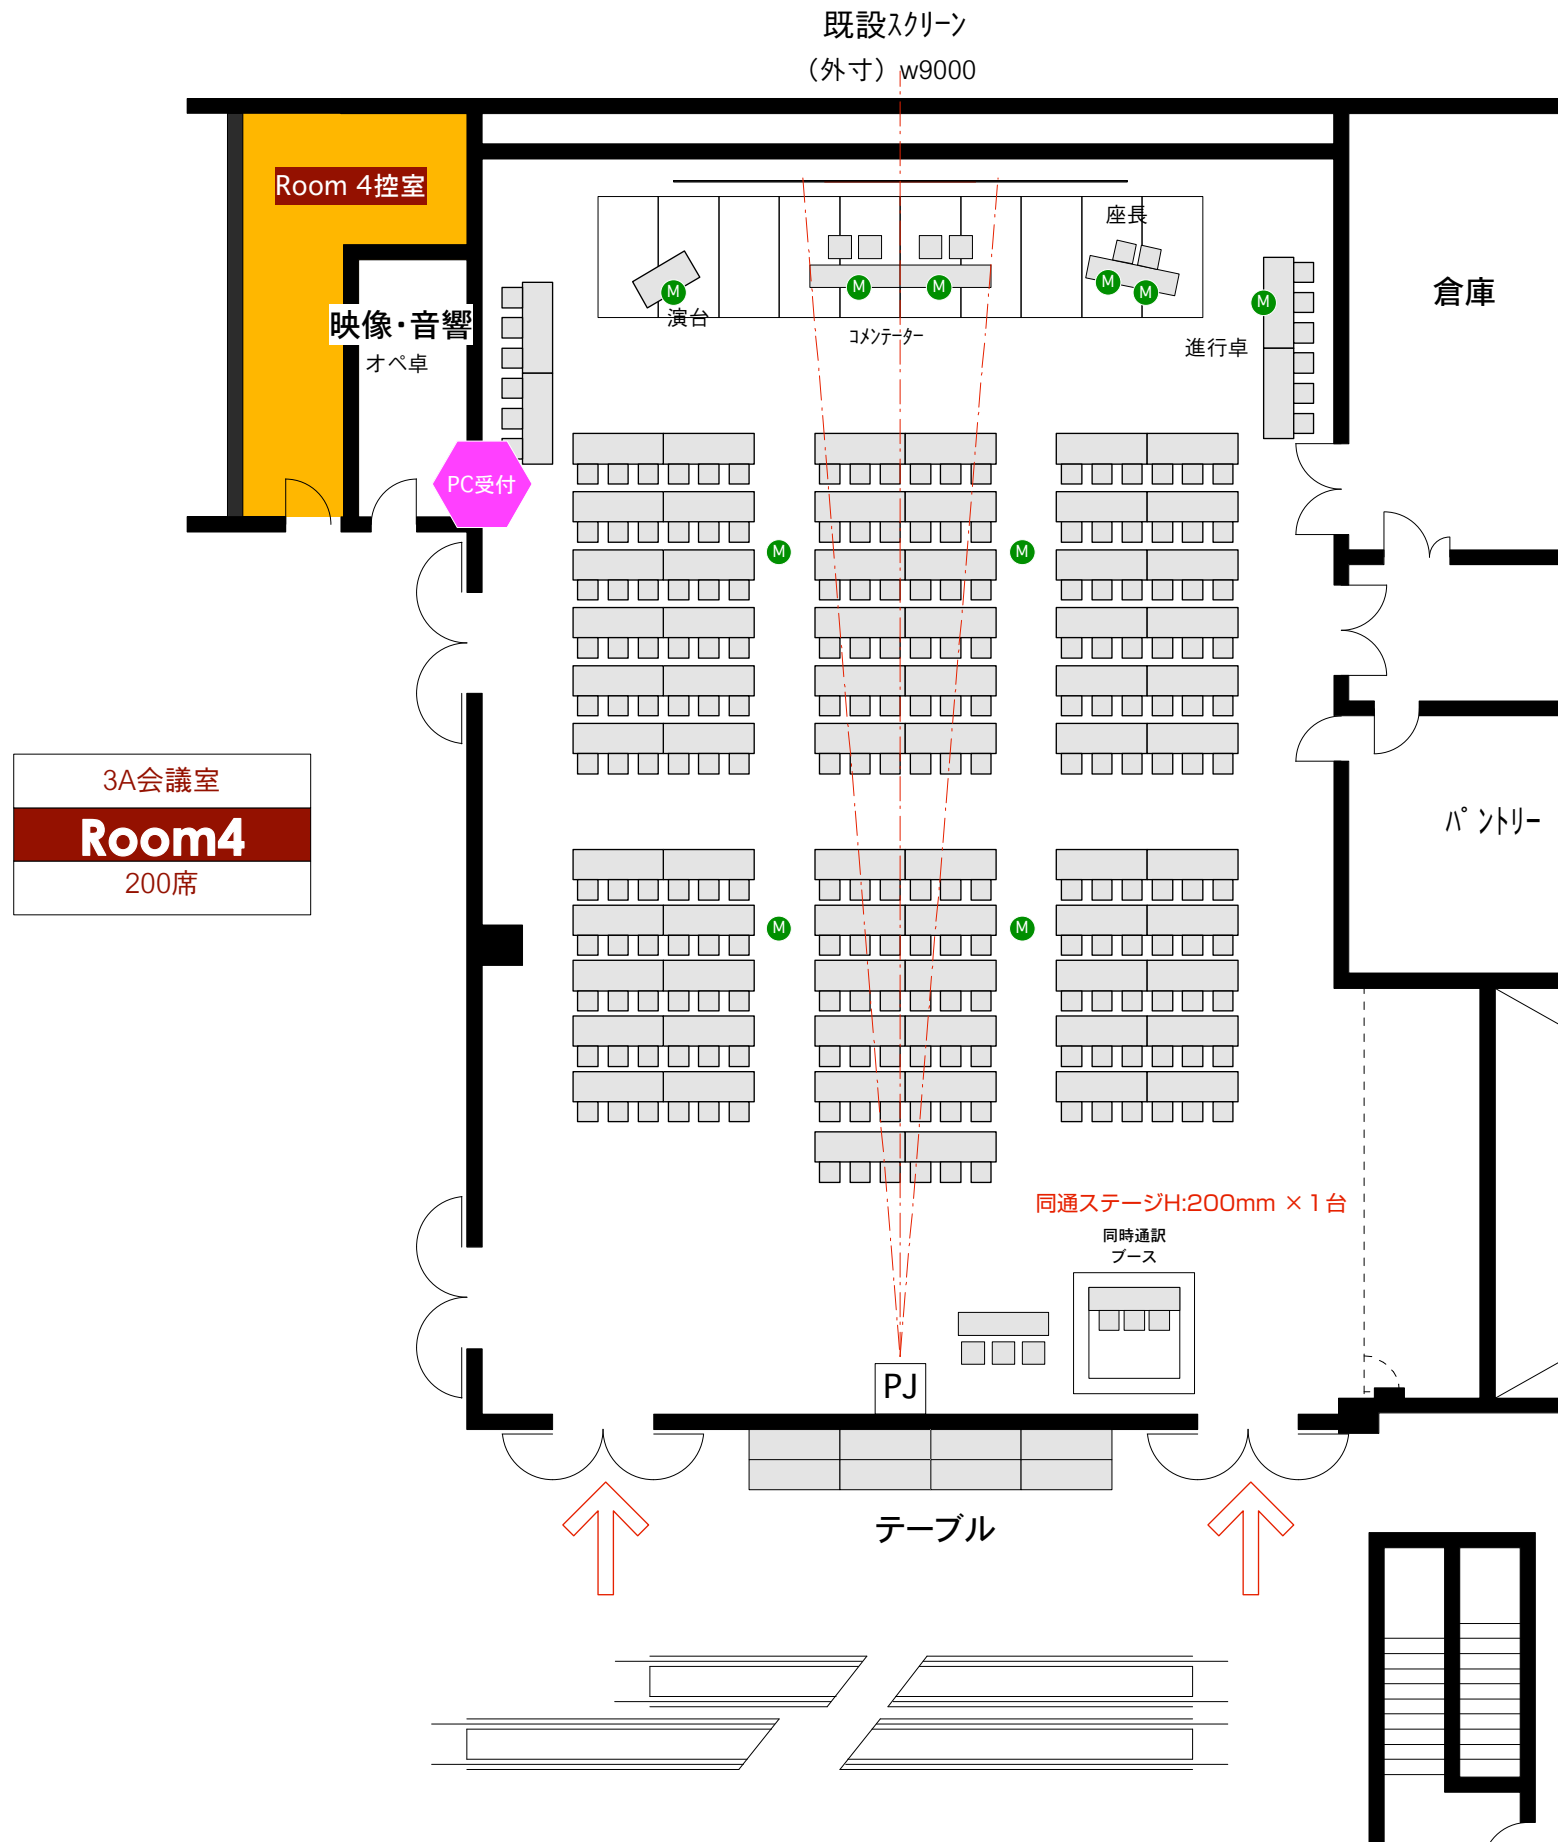 既設ｽｸﾘｰﾝ
（外寸）w9000
Room 4控室
座長
M
M
M
M
M
M
演台
ｺﾒﾝﾃｰﾀｰ
進行卓
倉庫
映像・音響
オペ卓
PC受付
M
M
3A会議室
Room4
200席
ﾊﾟﾝﾄﾘｰ
M
M
同通ステージH:200mm ×1台
同時通訳
ブース
PJ
テーブル